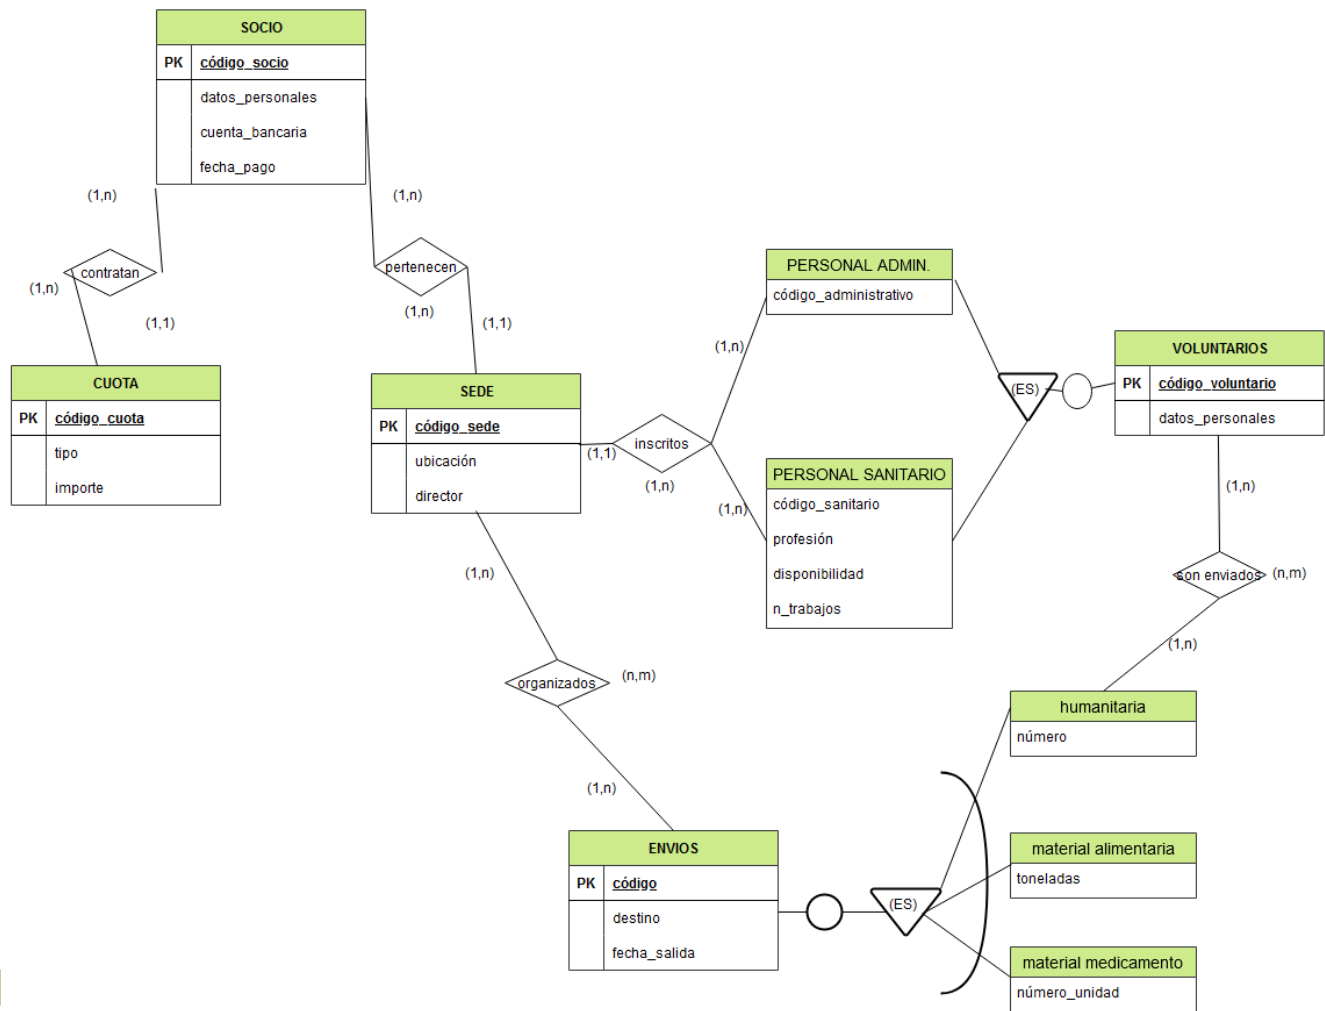 SOCIO
PK código_socio
datos_personales
cuenta_bancaria
fecha_pago
(1,n)
(1,n)
contratan
(1,n)
(1,1)
pertenecen
(1,n)
(1,1)
CUOTA
PK código_cuota
tipo
importe
SEDE
PK código_sede
ubicación
director
(1,1)
inscritos
(1,n)
(1,n)
(1,n)
PERSONAL ADMIN.
código_administrativo
PERSONAL SANITARIO
código_sanitario
profesión
disponibilidad
n_trabajos
(ES)
VOLUNTARIOS
PK código_voluntario
datos_personales
(1,n)
son enviados
(n,m)
(1,n)
(1,n)
organizados
(n,m)
(1,n)
ENVIOS
PK código
destino
fecha_salida
(ES)
humanitaria
número
material alimentaria
toneladas
material medicamento
número_unidad